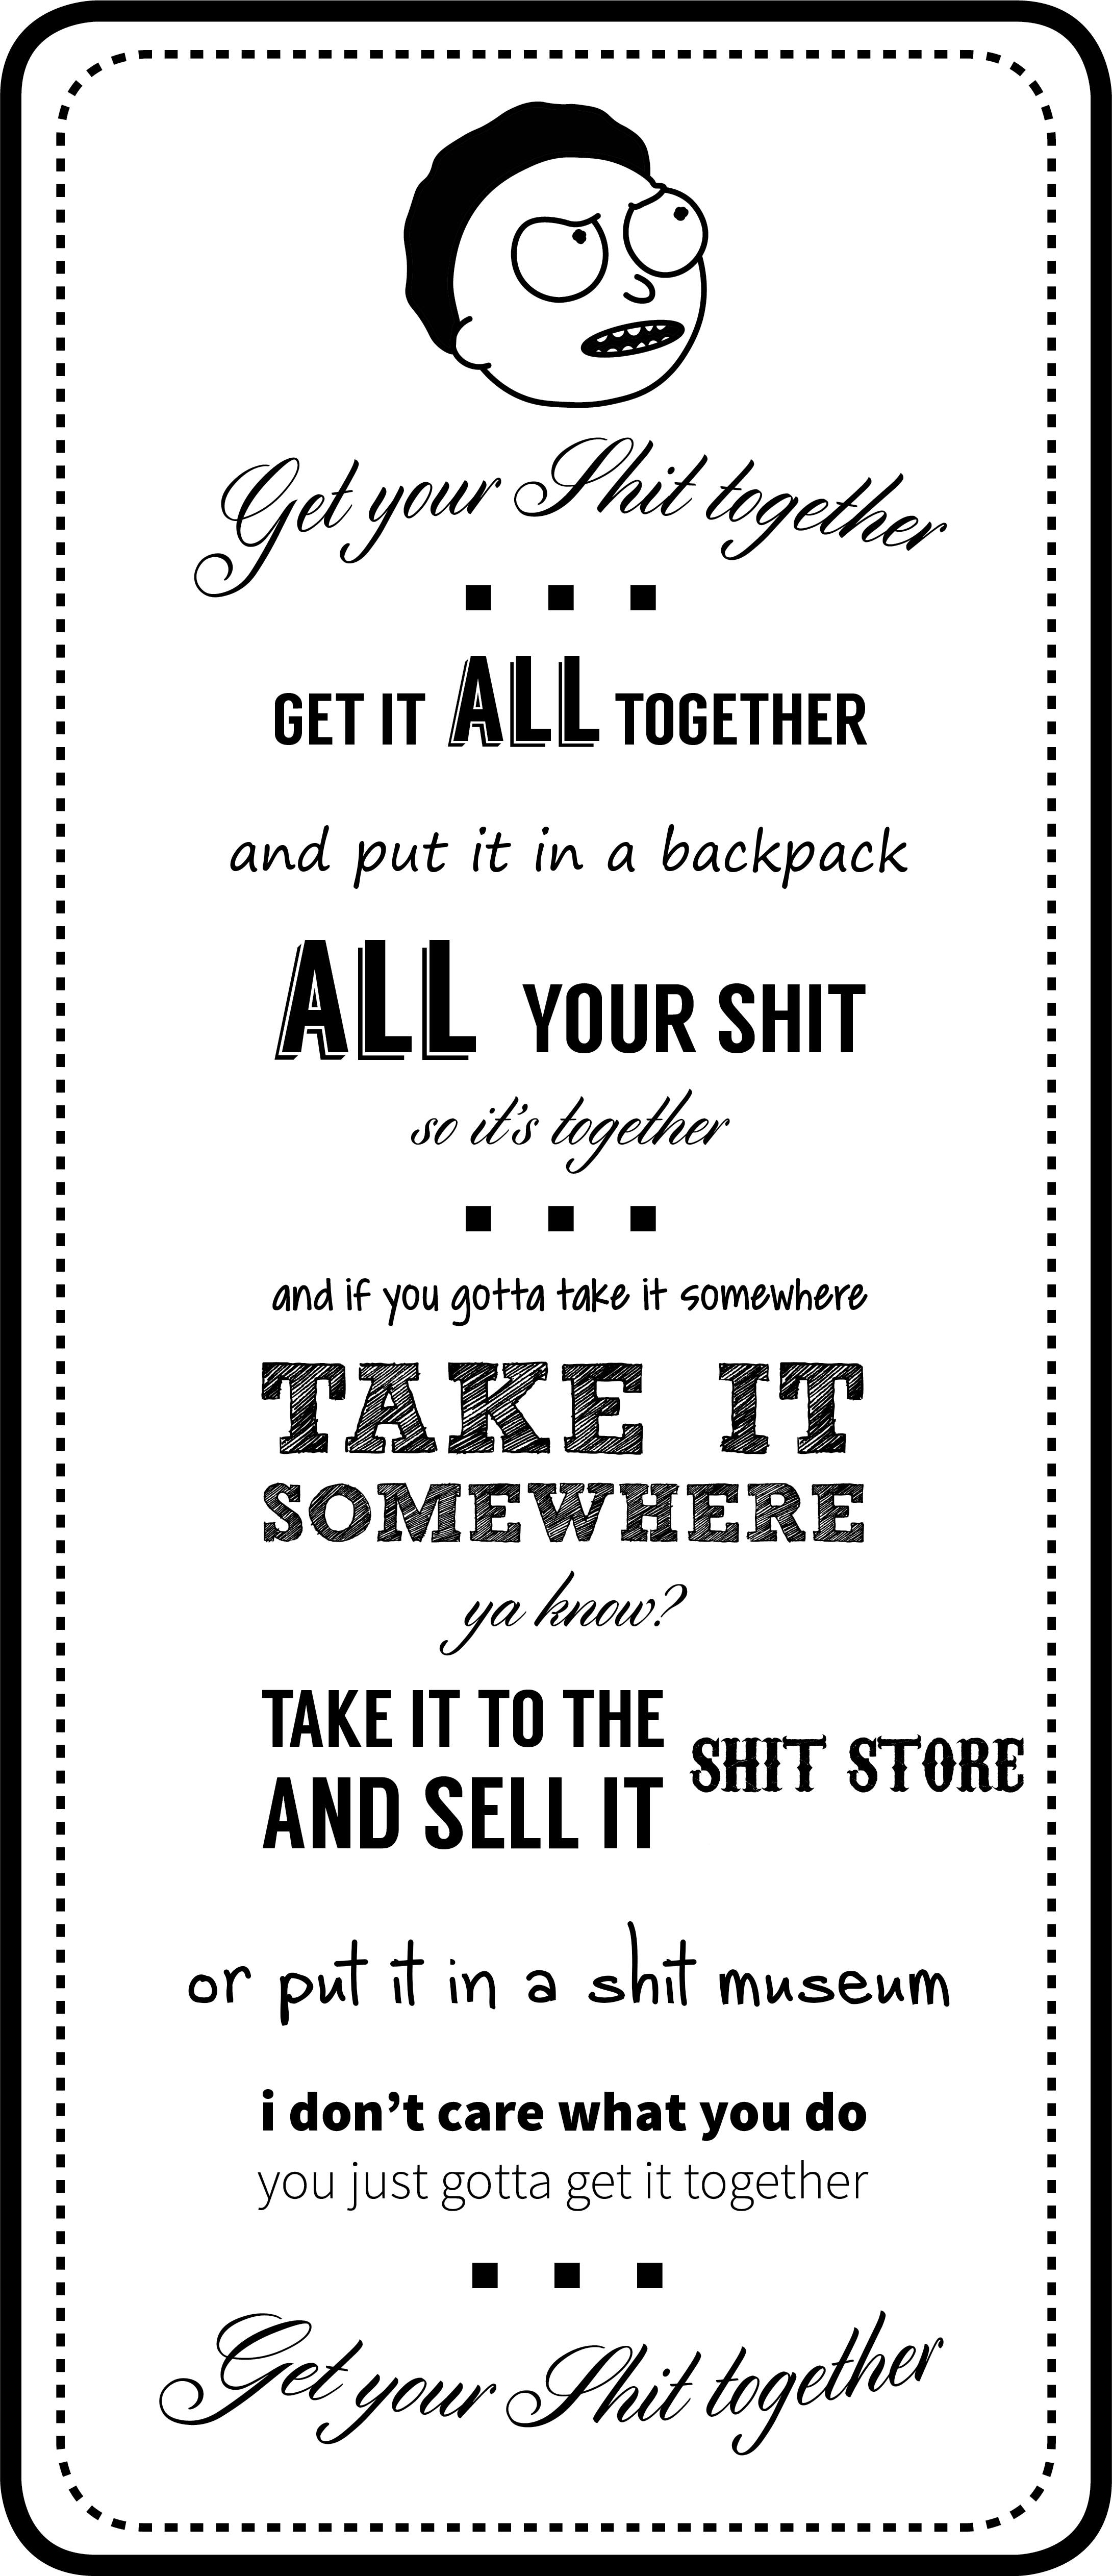 Get your Shit together
GET IT ALL TOGETHER
and put it in a backpack
ALL YOUR SHIT
so it's together
and if you gotta take it somewhere
TAKE IT
SOMEWHERE
ya know?
TAKE IT TO THE
SHIT STORE
AND SELL IT
or put it in a shit museum
i don't care what you do
you just gotta get it together
Get your Shit together